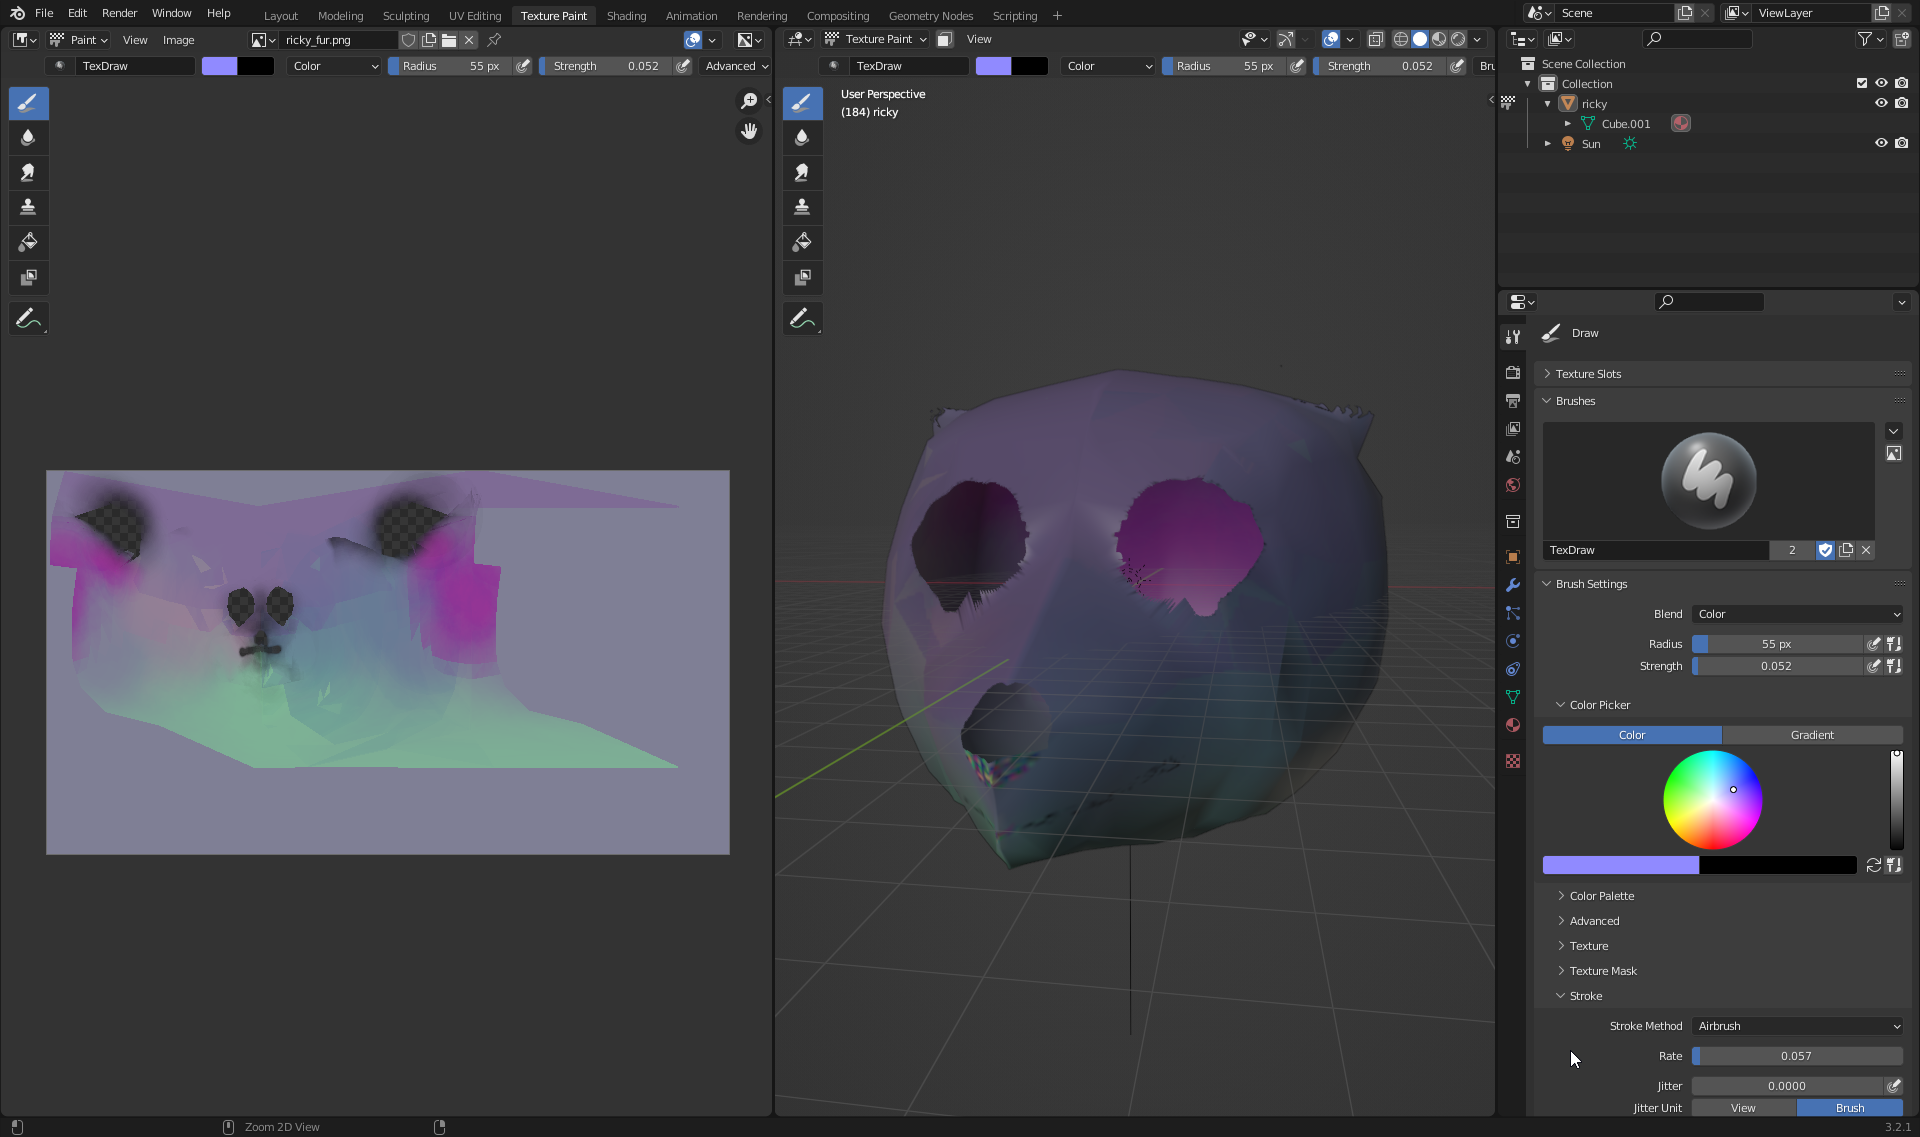 File Edit Render Window Help Layout Modeling Sculpting UV Editing Texture Paint Shading Animation Rendering Compositing Geometry Nodes Scripting + Scene ViewLayer
Paint View Image ricky_fur.png
TexDraw Color Radius 55 px Strength 0.052 Advanced
Texture Paint View
TexDraw Color Radius 55 px Strength 0.052 Bru
User Perspective
(184) ricky
Scene Collection
Collection
ricky
Cube.001
Sun
Draw
Texture Slots
Brushes
TexDraw 2
Brush Settings
Blend Color
Radius 55 px
Strength 0.052
Color Picker
Color Gradient
Color Palette
Advanced
Texture
Texture Mask
Stroke
Stroke Method Airbrush
Rate 0.057
Jitter 0.0000
Jitter Unit View Brush
Zoom 2D View
3.2.1